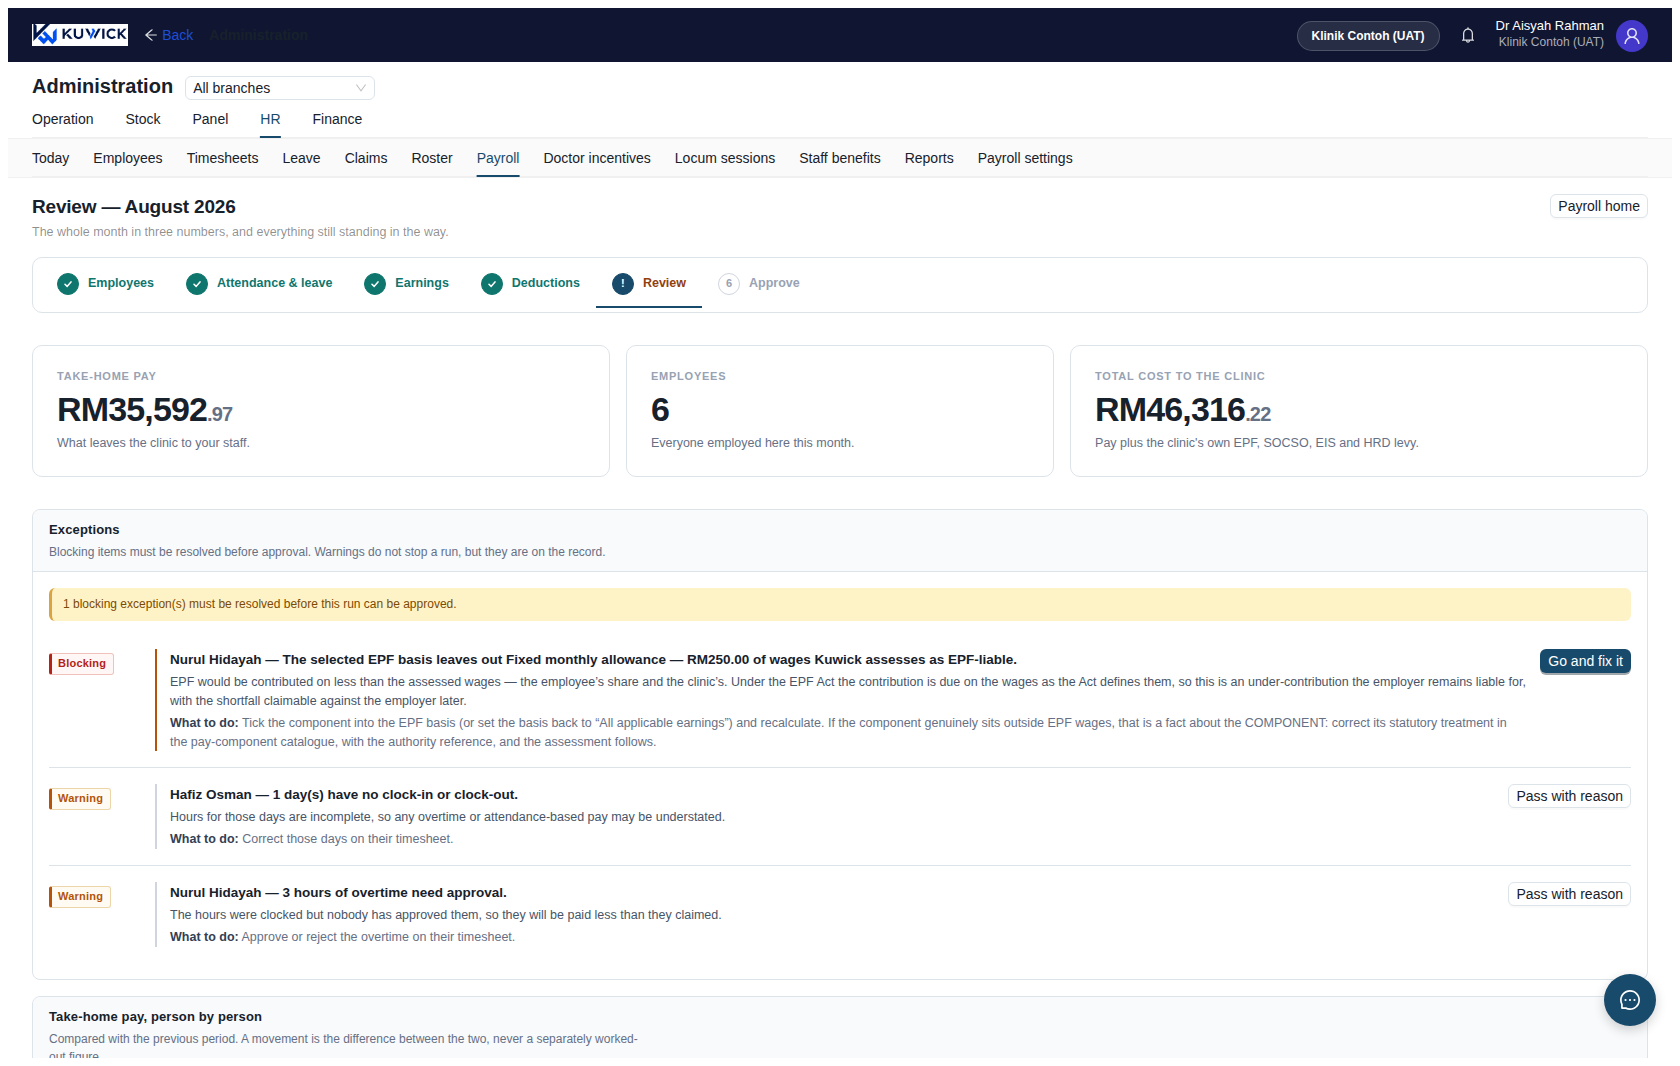 KUWICK
Back
Administration
Klinik Contoh (UAT)
Dr Aisyah Rahman
Klinik Contoh (UAT)
Administration
All branches
Operation
Stock
Panel
HR
Finance
Today
Employees
Timesheets
Leave
Claims
Roster
Payroll
Doctor incentives
Locum sessions
Staff benefits
Reports
Payroll settings
Review — August 2026
Payroll home
The whole month in three numbers, and everything still standing in the way.
Employees
Attendance & leave
Earnings
Deductions
! Review
6 Approve
TAKE-HOME PAY
RM35,592.97
What leaves the clinic to your staff.
EMPLOYEES
6
Everyone employed here this month.
TOTAL COST TO THE CLINIC
RM46,316.22
Pay plus the clinic's own EPF, SOCSO, EIS and HRD levy.
Exceptions
Blocking items must be resolved before approval. Warnings do not stop a run, but they are on the record.
1 blocking exception(s) must be resolved before this run can be approved.
Blocking
Nurul Hidayah — The selected EPF basis leaves out Fixed monthly allowance — RM250.00 of wages Kuwick assesses as EPF-liable.
Go and fix it
EPF would be contributed on less than the assessed wages — the employee's share and the clinic's. Under the EPF Act the contribution is due on the wages as the Act defines them, so this is an under-contribution the employer remains liable for,
with the shortfall claimable against the employer later.
What to do: Tick the component into the EPF basis (or set the basis back to “All applicable earnings”) and recalculate. If the component genuinely sits outside EPF wages, that is a fact about the COMPONENT: correct its statutory treatment in
the pay-component catalogue, with the authority reference, and the assessment follows.
Warning
Hafiz Osman — 1 day(s) have no clock-in or clock-out.
Pass with reason
Hours for those days are incomplete, so any overtime or attendance-based pay may be understated.
What to do: Correct those days on their timesheet.
Warning
Nurul Hidayah — 3 hours of overtime need approval.
Pass with reason
The hours were clocked but nobody has approved them, so they will be paid less than they claimed.
What to do: Approve or reject the overtime on their timesheet.
Take-home pay, person by person
Compared with the previous period. A movement is the difference between the two, never a separately worked-
out figure.